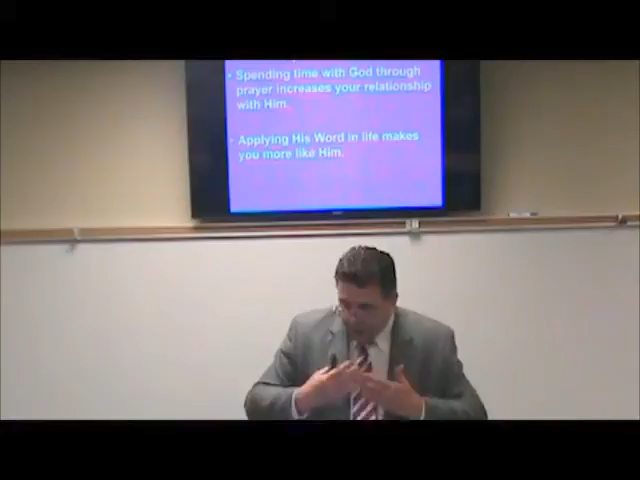 • Spending time with God through
prayer increases your relationship
with Him.
• Applying His Word in life makes
you more like Him.